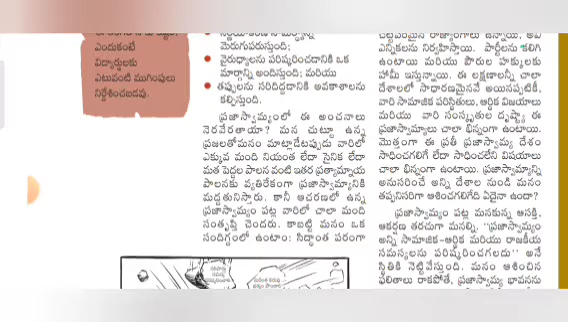 ఎందుకంటే
విద్యార్థులకు
ఎటువంటి ముగింపులు
నిర్దేశించబడవు.
నిర్ణయీకరణ
మెరుగుపరుస్తుంది;
వైరుధ్యాలను పరిష్కరించడానికి ఒక
మార్గాన్ని అందిస్తుంది; మరియు
తప్పులను సరిదిద్దడానికి అవకాశాలను
కల్పిస్తుంది.
ప్రజాస్వామ్యంలో ఈ అంచనాలు
నెరవేరతాయా? మన చుట్టూ ఉన్న
ప్రజలతోమనం మాట్లాడేటప్పుడు వారిలో
ఎక్కువ మంది నియంత లేదా సైనిక లేదా
మత పెద్దల పాలన వంటి ఇతర ప్రత్యామ్నాయ
పాలనకు వ్యతిరేకంగా ప్రజాస్వామ్యానికి
మద్దతునిస్తారు. కానీ ఆచరణలో ఉన్న
ప్రజాస్వామ్యం పట్ల వారిలో చాలా మంది
సంతృప్తి చెందరు. కాబట్టి మనం ఒక
సందిగ్ధంలో ఉంటాం: సిద్ధాంత పరంగా
చట్టపరమైన రాజ్యాంగాలు ఉన్నాయి, అవి
ఎన్నికలను నిర్వహిస్తాయి. పార్టీలను కలిగి
ఉంటాయి మరియు పౌరుల హక్కులకు
హామీ ఇస్తున్నాయి. ఈ లక్షణాలన్నీ చాలా
దేశాలలో సాధారణమైనవే అయినప్పటికీ,
వారి సామాజిక పరిస్థితులు, ఆర్థిక విజయాలు
మరియు వారి సంస్కృతుల దృష్ట్యా ఈ
ప్రజాస్వామ్యాలు చాలా భిన్నంగా ఉంటాయి.
మొత్తంగా ఈ ప్రతీ ప్రజాస్వామ్య దేశం
సాధించగలిగే లేదా సాధించలేని విషయాలు
చాలా భిన్నంగా ఉంటాయి. ప్రజాస్వామ్యాన్ని
అనుసరించే అన్ని దేశాల నుండి మనం
తప్పనిసరిగా ఆశించగలిగేది ఏదైనా ఉందా?
ప్రజాస్వామ్యం పట్ల మనకున్న ఆసక్తి,
ఆకర్షణ తరచుగా మనల్ని, "ప్రజాస్వామ్యం
అన్ని సామాజిక-ఆర్థిక మరియు రాజకీయ
సమస్యలను పరిష్కరించగలదు" అనే
స్థితికి నెట్టివేస్తుంది. మనం ఆశించిన
ఫలితాలు రాకపోతే, ప్రజాస్వామ్య భావనను